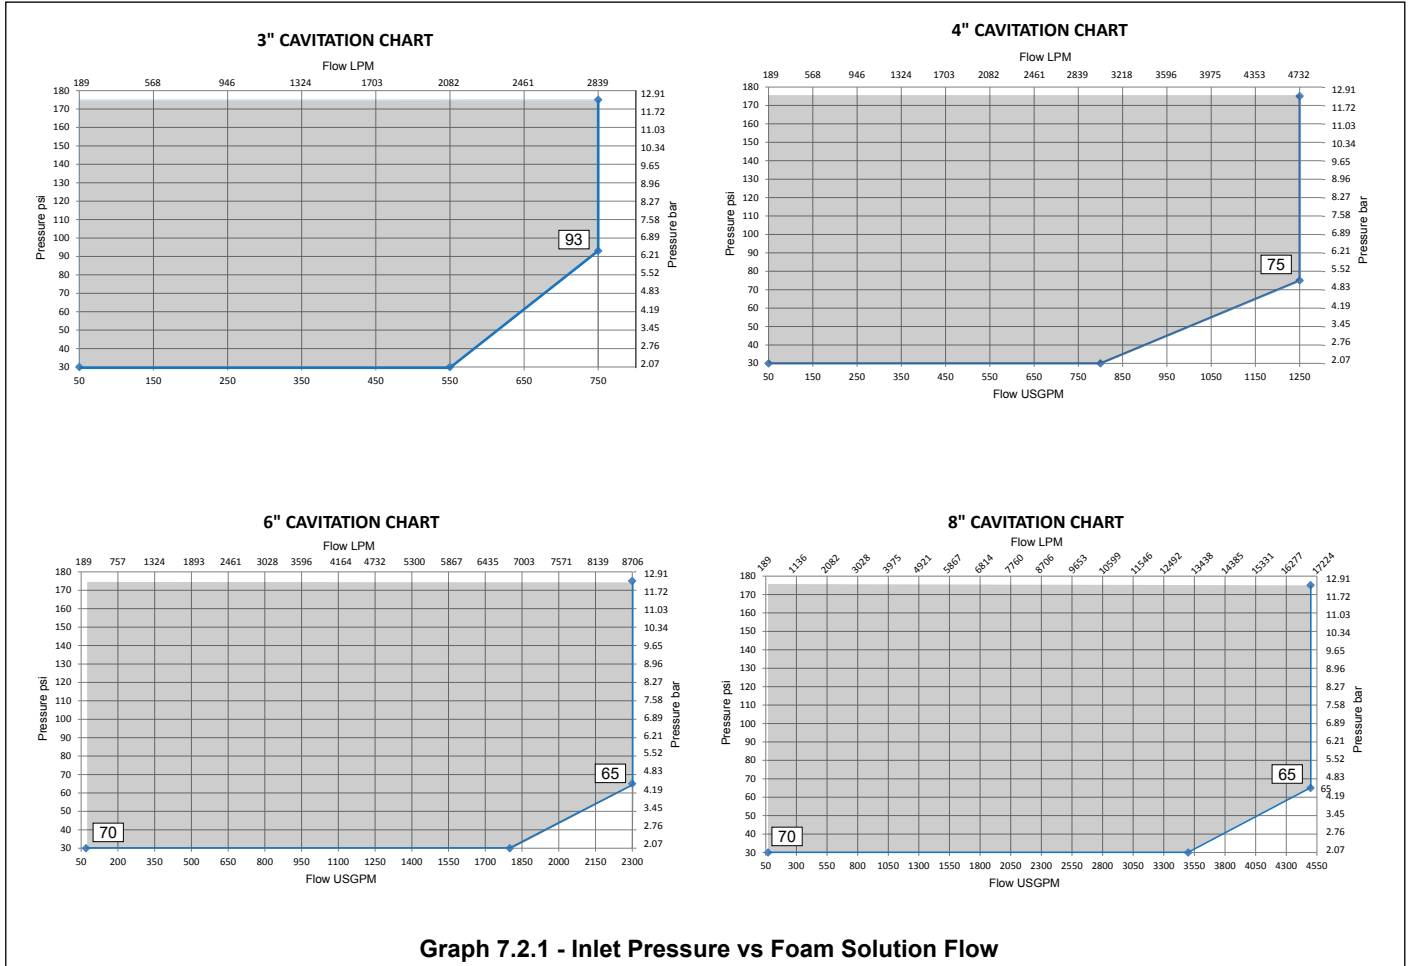 3" CAVITATION CHART
Flow LPM
189 568 946 1324 1703 2082 2461 2839
180 12.91
170 11.72
160 11.03
150 10.34
140 9.65
130 8.96
120 8.27
110 7.58
100 6.89
90 6.21
80 5.52
70 4.83
60 4.19
50 3.45
40 2.76
30 2.07
Pressure psi
Pressure bar
93
50 150 250 350 450 550 650 750
Flow USGPM
4" CAVITATION CHART
Flow LPM
189 568 946 1324 1703 2082 2461 2839 3218 3596 3975 4353 4732
180 12.91
170 11.72
160 11.03
150 10.34
140 9.65
130 8.96
120 8.27
110 7.58
100 6.89
90 6.21
80 5.52
70 4.83
60 4.19
50 3.45
40 2.76
30 2.07
Pressure psi
Pressure bar
75
50 150 250 350 450 550 650 750 850 950 1050 1150 1250
Flow USGPM
6" CAVITATION CHART
Flow LPM
189 757 1324 1893 2461 3028 3596 4164 4732 5300 5867 6435 7003 7571 8139 8706
180 12.91
170 11.72
160 11.03
150 10.34
140 9.65
130 8.96
120 8.27
110 7.58
100 6.89
90 6.21
80 5.52
70 4.83
60 4.19
50 3.45
40 2.76
30 2.07
Pressure psi
Pressure bar
65
70
50 200 350 500 650 800 950 1100 1250 1400 1550 1700 1850 2000 2150 2300
Flow USGPM
8" CAVITATION CHART
Flow LPM
189 1136 2082 3028 3975 4921 5867 6814 7760 8706 9653 10599 11546 12492 13438 14385 15331 16277 17224
180 12.91
170 11.72
160 11.03
150 10.34
140 9.65
130 8.96
120 8.27
110 7.58
100 6.89
90 6.21
80 5.52
70 4.83
60 4.19
50 3.45
40 2.76
30 2.07
Pressure psi
Pressure bar
65
65
70
50 300 550 800 1050 1300 1550 1800 2050 2300 2550 2800 3050 3300 3550 3800 4050 4300 4550
Flow USGPM
Graph 7.2.1 - Inlet Pressure vs Foam Solution Flow